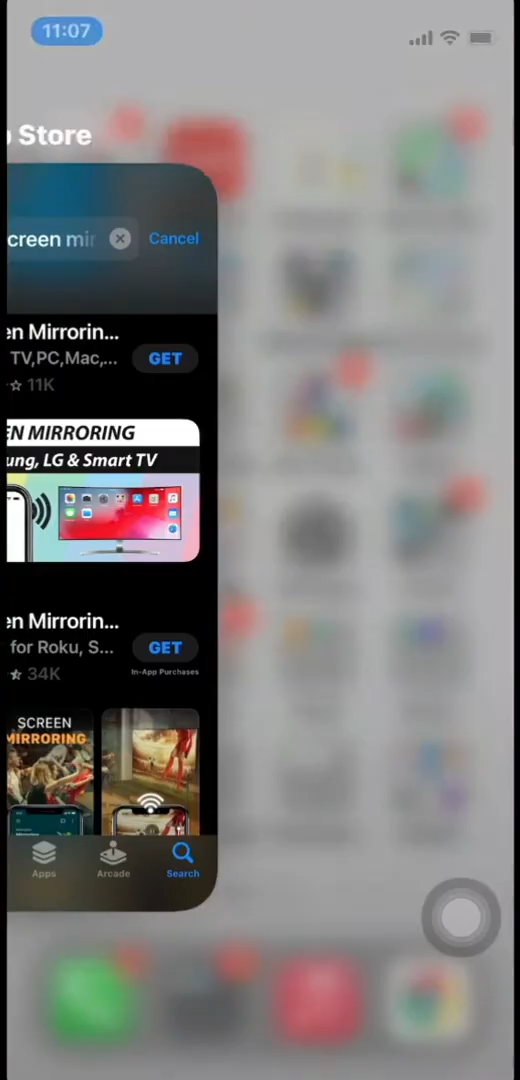 11:07
Store
creen mir
Cancel
en Mirrorin...
TV,PC,Mac,...
GET
11K
EN MIRRORING
ung, LG & Smart TV
en Mirrorin...
for Roku, S...
GET
34K
In-App Purchases
SCREEN
MIRRORING
Apps
Arcade
Search